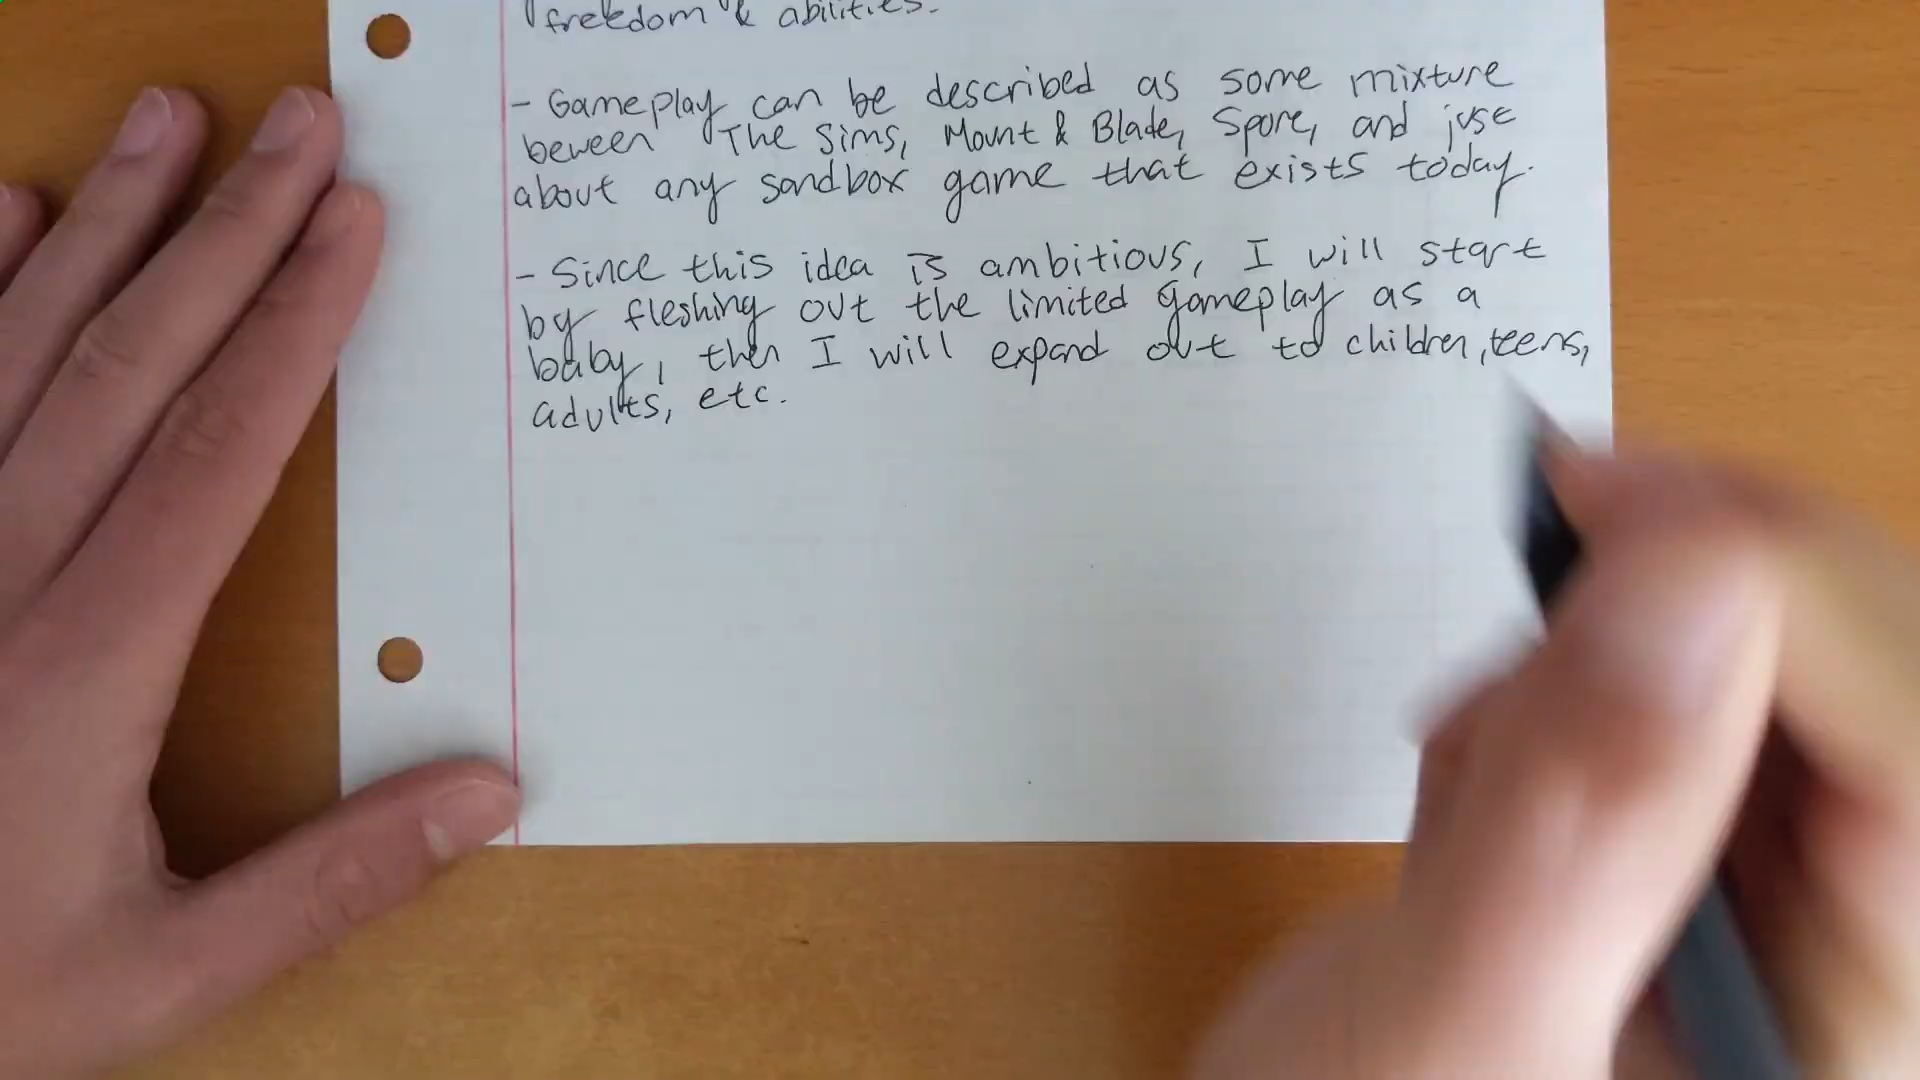 freedom & abilities.
- Gameplay can be described as some mixture
beween The Sims, Mount & Blade, Spore, and just
about any sandbox game that exists today.
- Since this idea is ambitious, I will start
by fleshing out the limited gameplay as a
baby, then I will expand out to children, teens,
adults, etc.